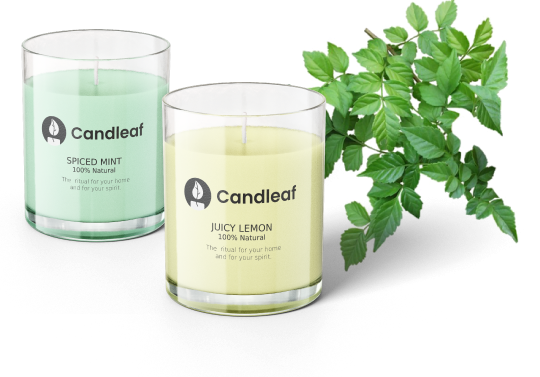 Candleaf
SPICED MINT
100% Natural
The ritual for your home
and for your spirit.
Candleaf
JUICY LEMON
100% Natural
The ritual for your home
and for your spirit.